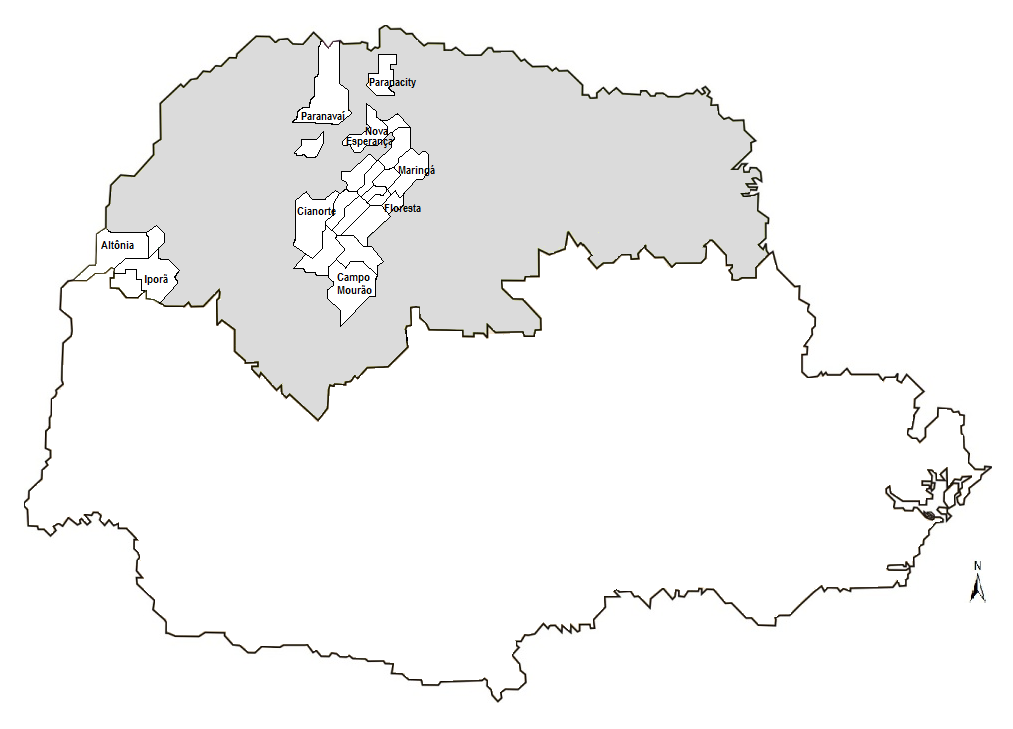 Paranacity
Paranavaí
Nova
Esperança
Maringá
Cianorte
Floresta
Altônia
Iporã
Campo
Mourão
N